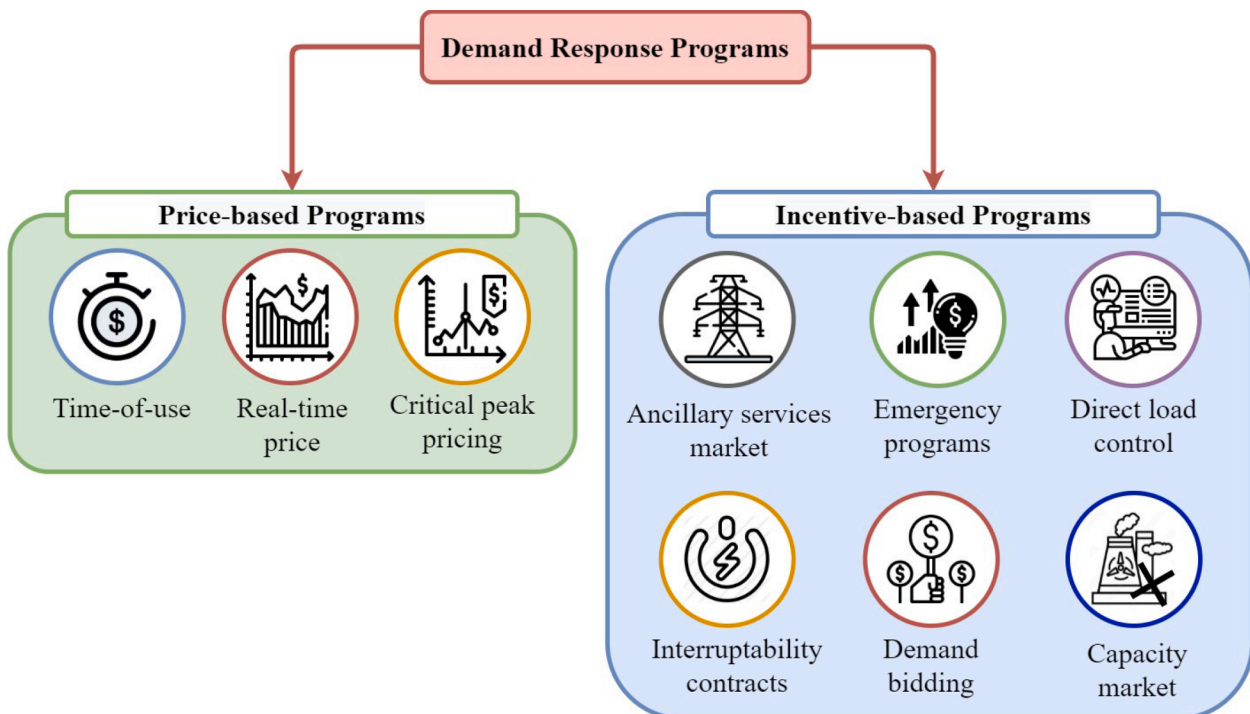 Demand Response Programs
Price-based Programs
Time-of-use
Real-time
price
Critical peak
pricing
Incentive-based Programs
Ancillary services
market
Emergency
programs
Direct load
control
Interruptability
contracts
Demand
bidding
Capacity
market